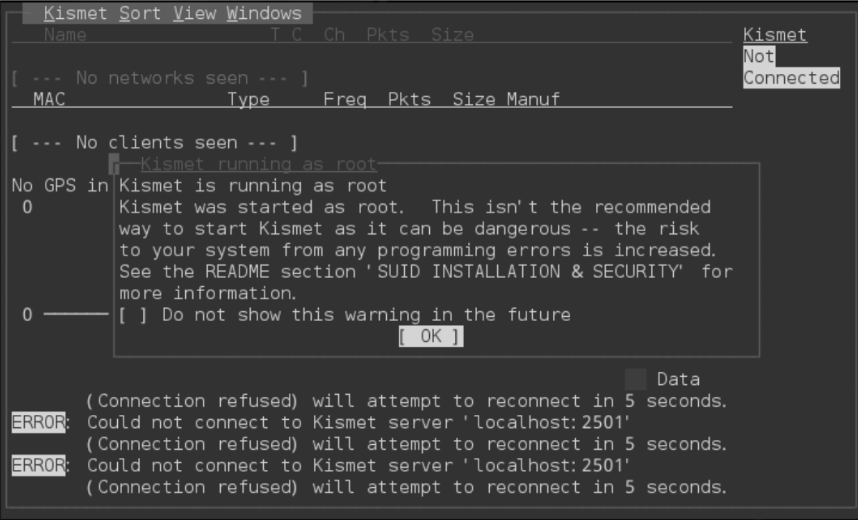 Kismet Sort View Windows
Name T C Ch Pkts Size
Kismet
Not
[ --- No networks seen --- ]
Connected
MAC Type Freq Pkts Size Manuf
[ --- No clients seen --- ]
Kismet running as root
No GPS in
Kismet is running as root
0
Kismet was started as root. This isn't the recommended
way to start Kismet as it can be dangerous -- the risk
to your system from any programming errors is increased.
See the README section 'SUID INSTALLATION & SECURITY' for
more information.
0
[ ] Do not show this warning in the future
[ OK ]
Data
(Connection refused) will attempt to reconnect in 5 seconds.
ERROR: Could not connect to Kismet server 'localhost:2501'
(Connection refused) will attempt to reconnect in 5 seconds.
ERROR: Could not connect to Kismet server 'localhost:2501'
(Connection refused) will attempt to reconnect in 5 seconds.